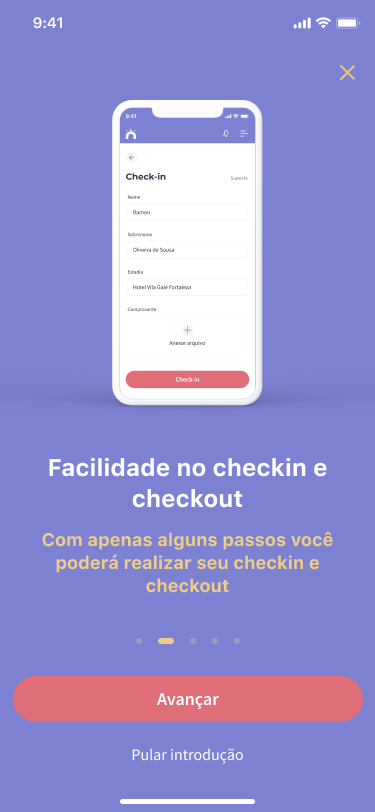 9:41
9:41
Check-in
Suporte
Nome
Ramon
Sobrenome
Oliveira de Sousa
Estadia
Hotel Vila Galé Fortaleza
Comprovante
Anexar arquivo
Check-in
Facilidade no checkin e
checkout
Com apenas alguns passos você
poderá realizar seu checkin e
checkout
Avançar
Pular introdução